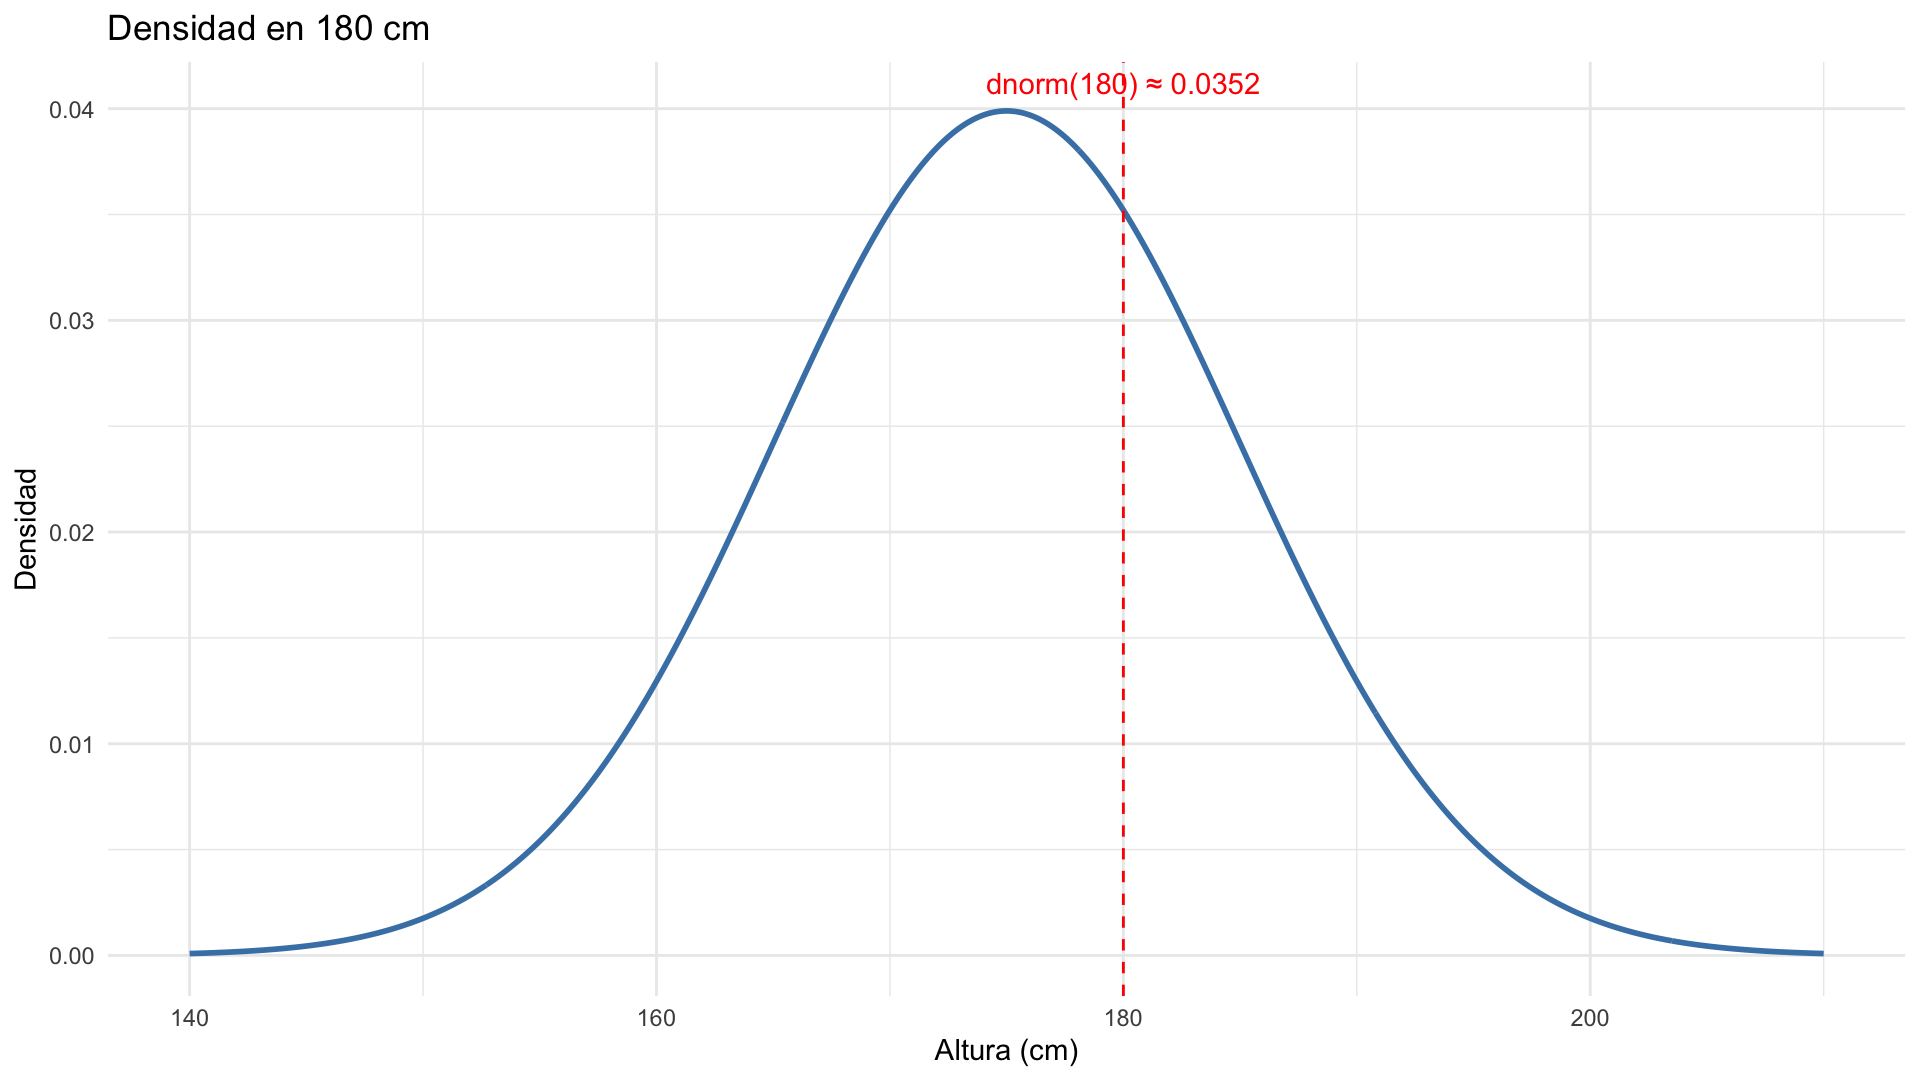 Densidad en 180 cm
dnorm(180) ≈ 0.0352
0.04
0.03
0.02
0.01
0.00
Densidad
140 160 180 200
Altura (cm)